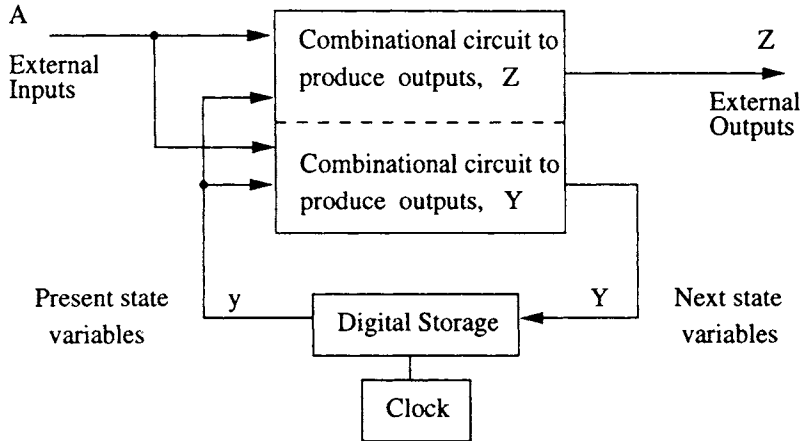 A
External
Inputs
Combinational circuit to
produce outputs, Z
Z
External
Outputs
Combinational circuit to
produce outputs, Y
Present state
variables
y
Digital Storage
Y
Next state
variables
Clock